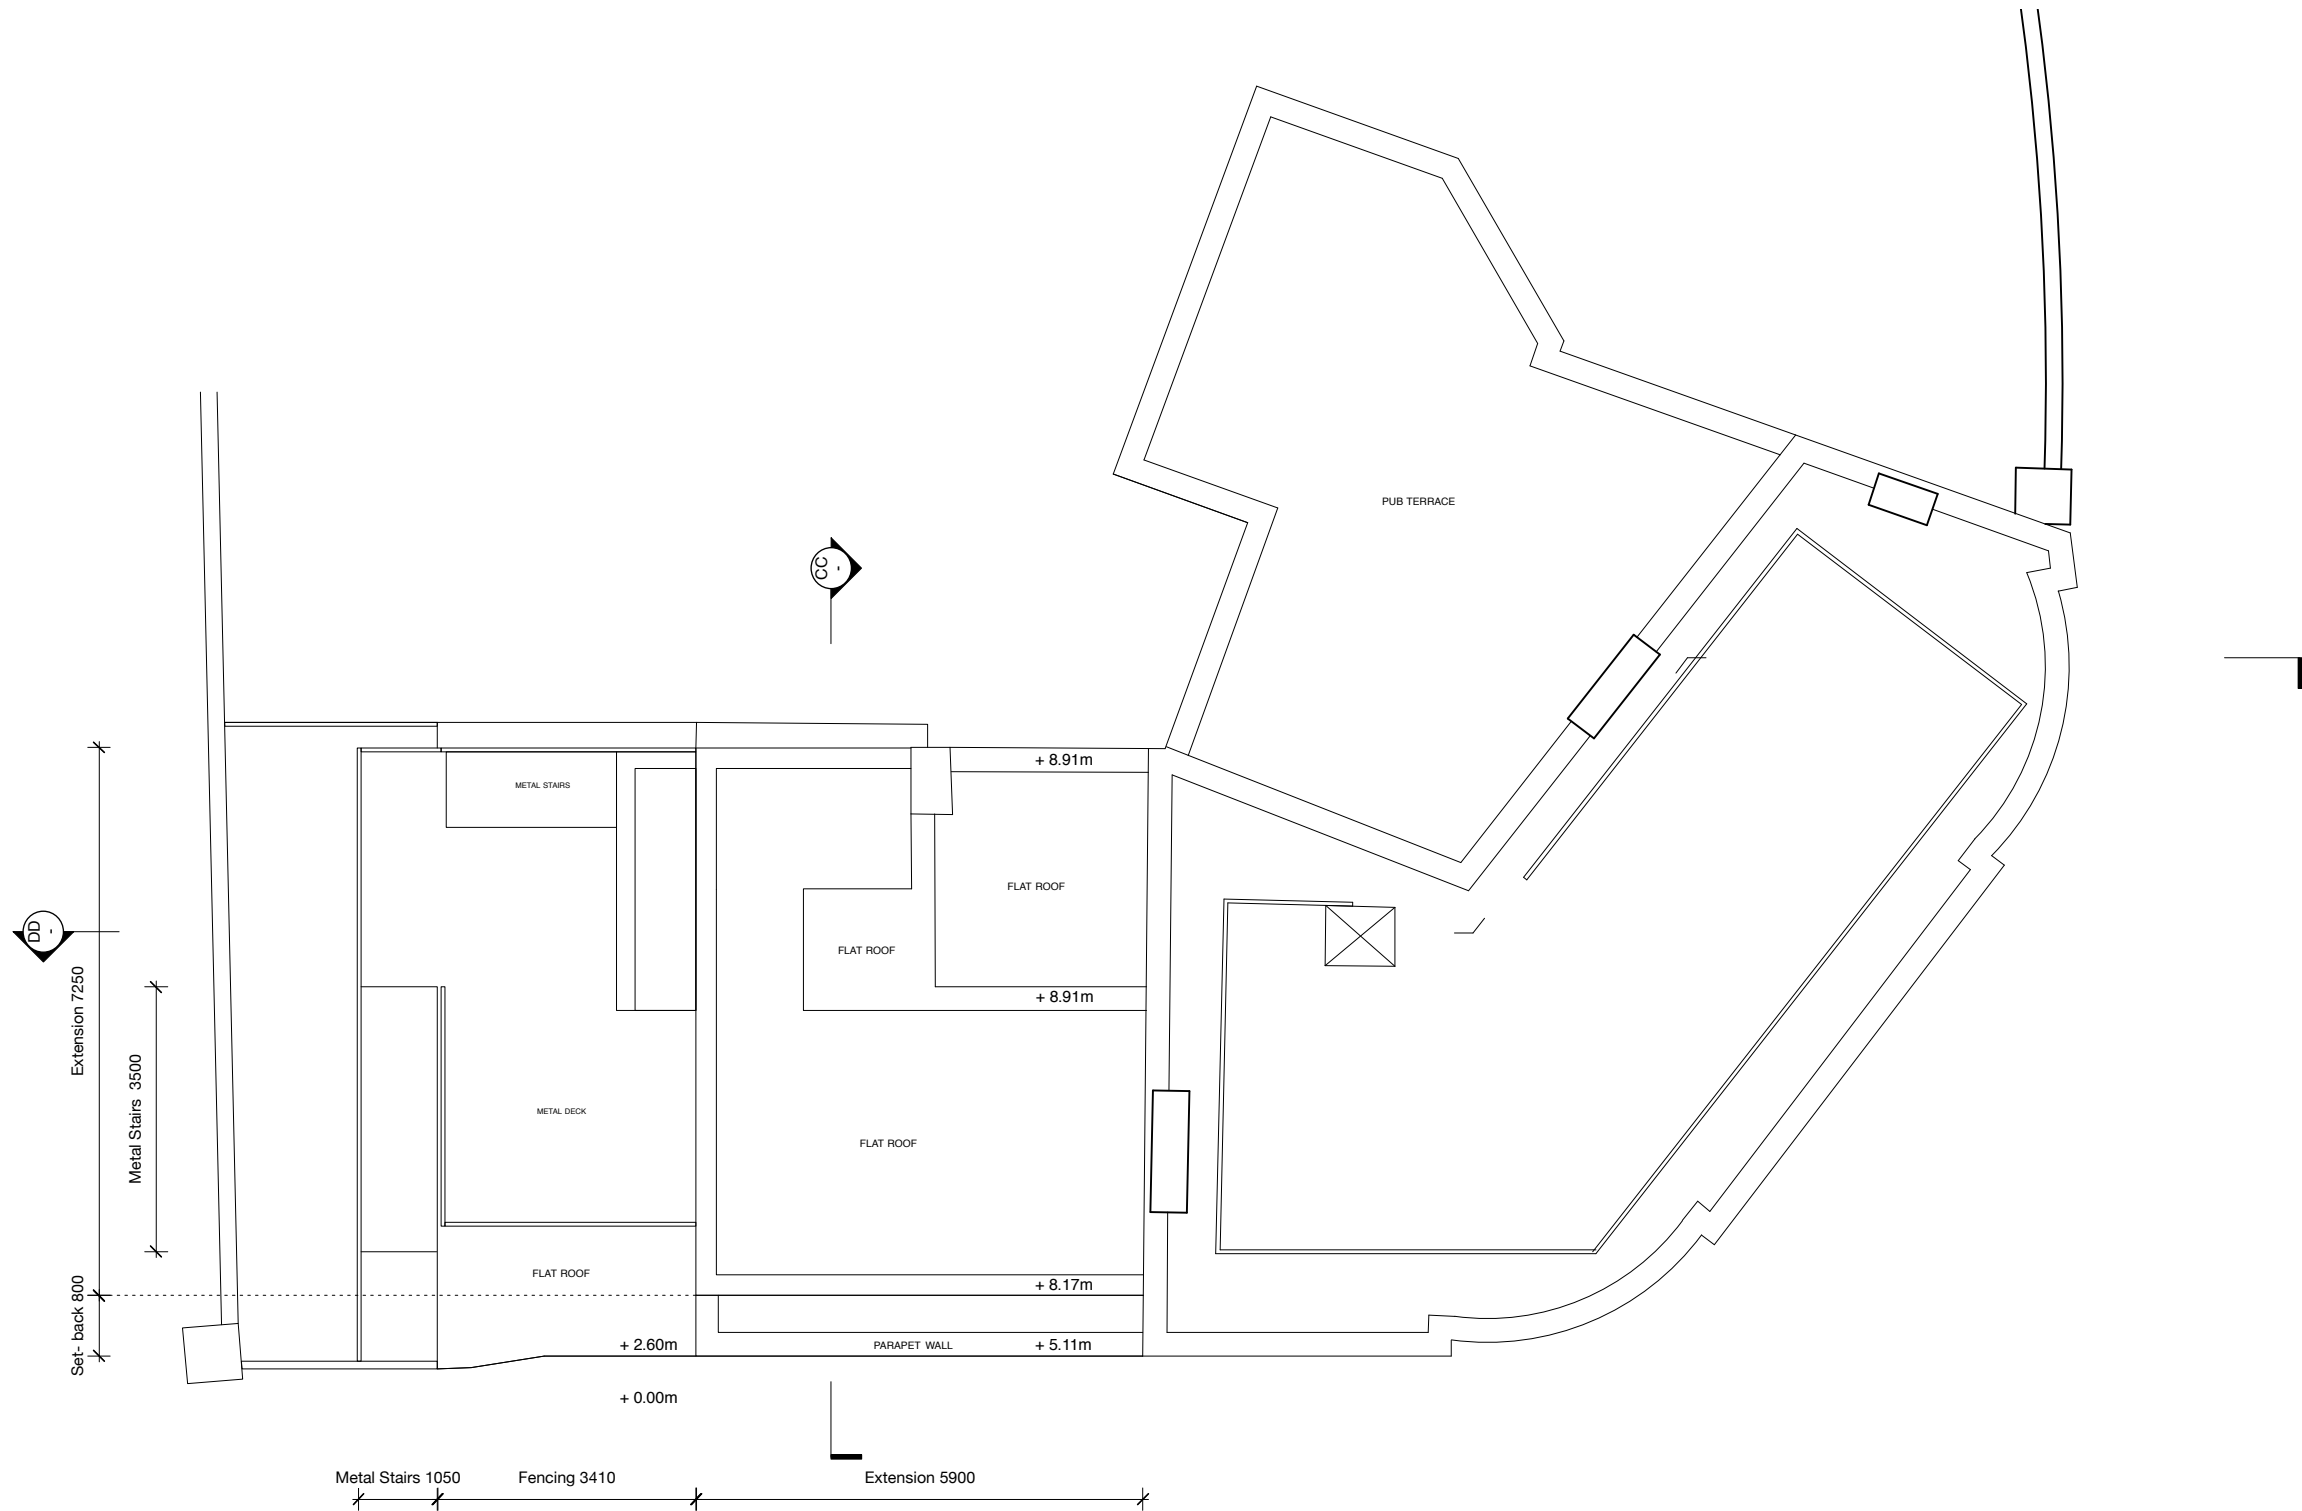 PUB TERRACE
CC
-
+ 8.91m
METAL STAIRS
FLAT ROOF
DD
-
FLAT ROOF
+ 8.91m
Extension 7250
Metal Stairs 3500
METAL DECK
FLAT ROOF
FLAT ROOF
+ 8.17m
Set- back 800
+ 2.60m
PARAPET WALL
+ 5.11m
+ 0.00m
Metal Stairs 1050
Fencing 3410
Extension 5900